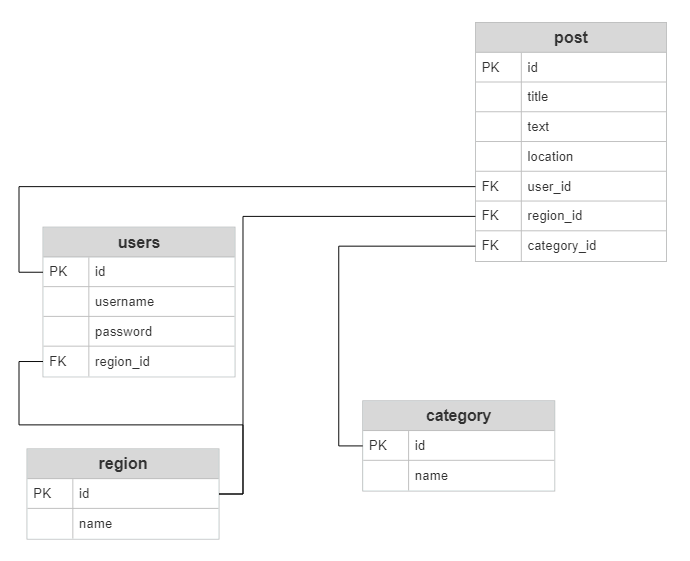 post
PK id
title
text
location
FK user_id
FK region_id
FK category_id
users
PK id
username
password
FK region_id
category
PK id
name
region
PK id
name